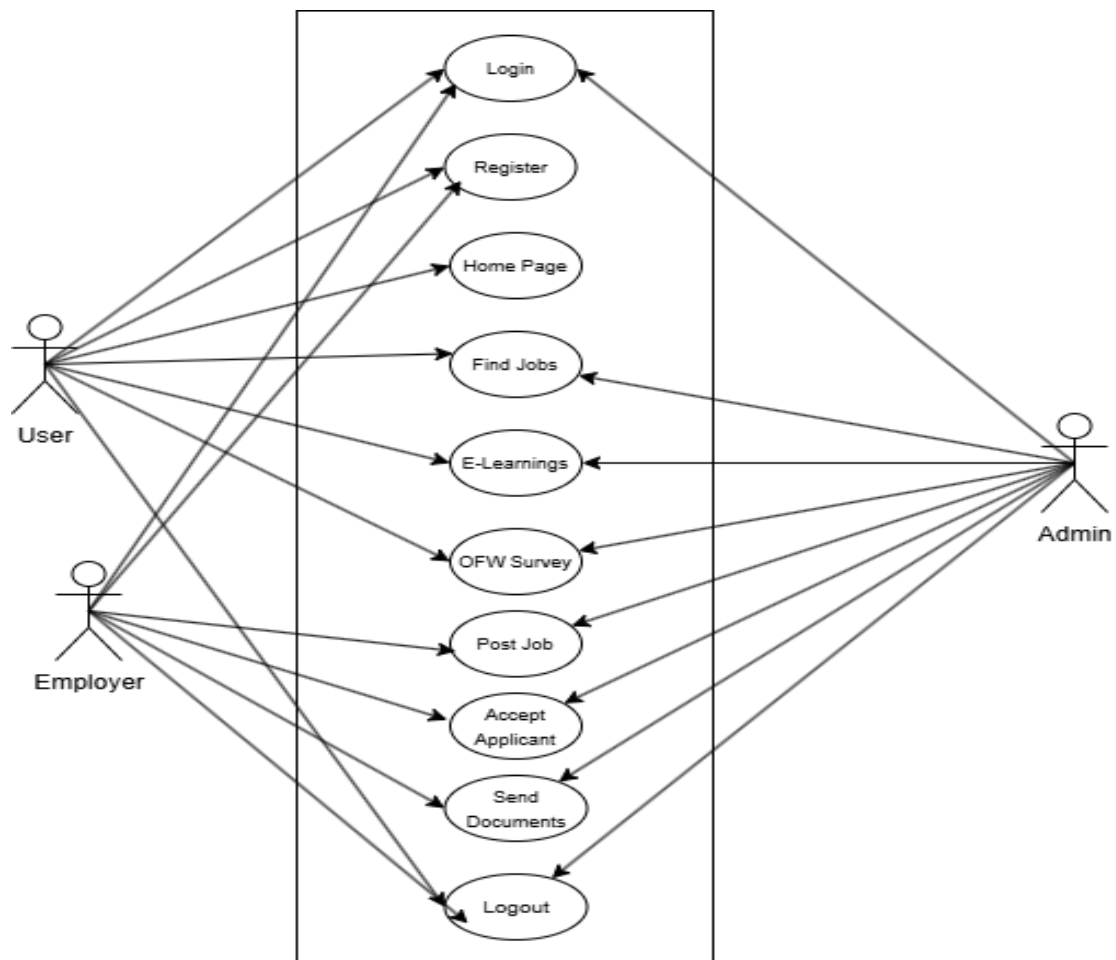 Login
Register
Home Page
Find Jobs
User
E-Learnings
Admin
OFW Survey
Post Job
Employer
Accept
Applicant
Send
Documents
Logout